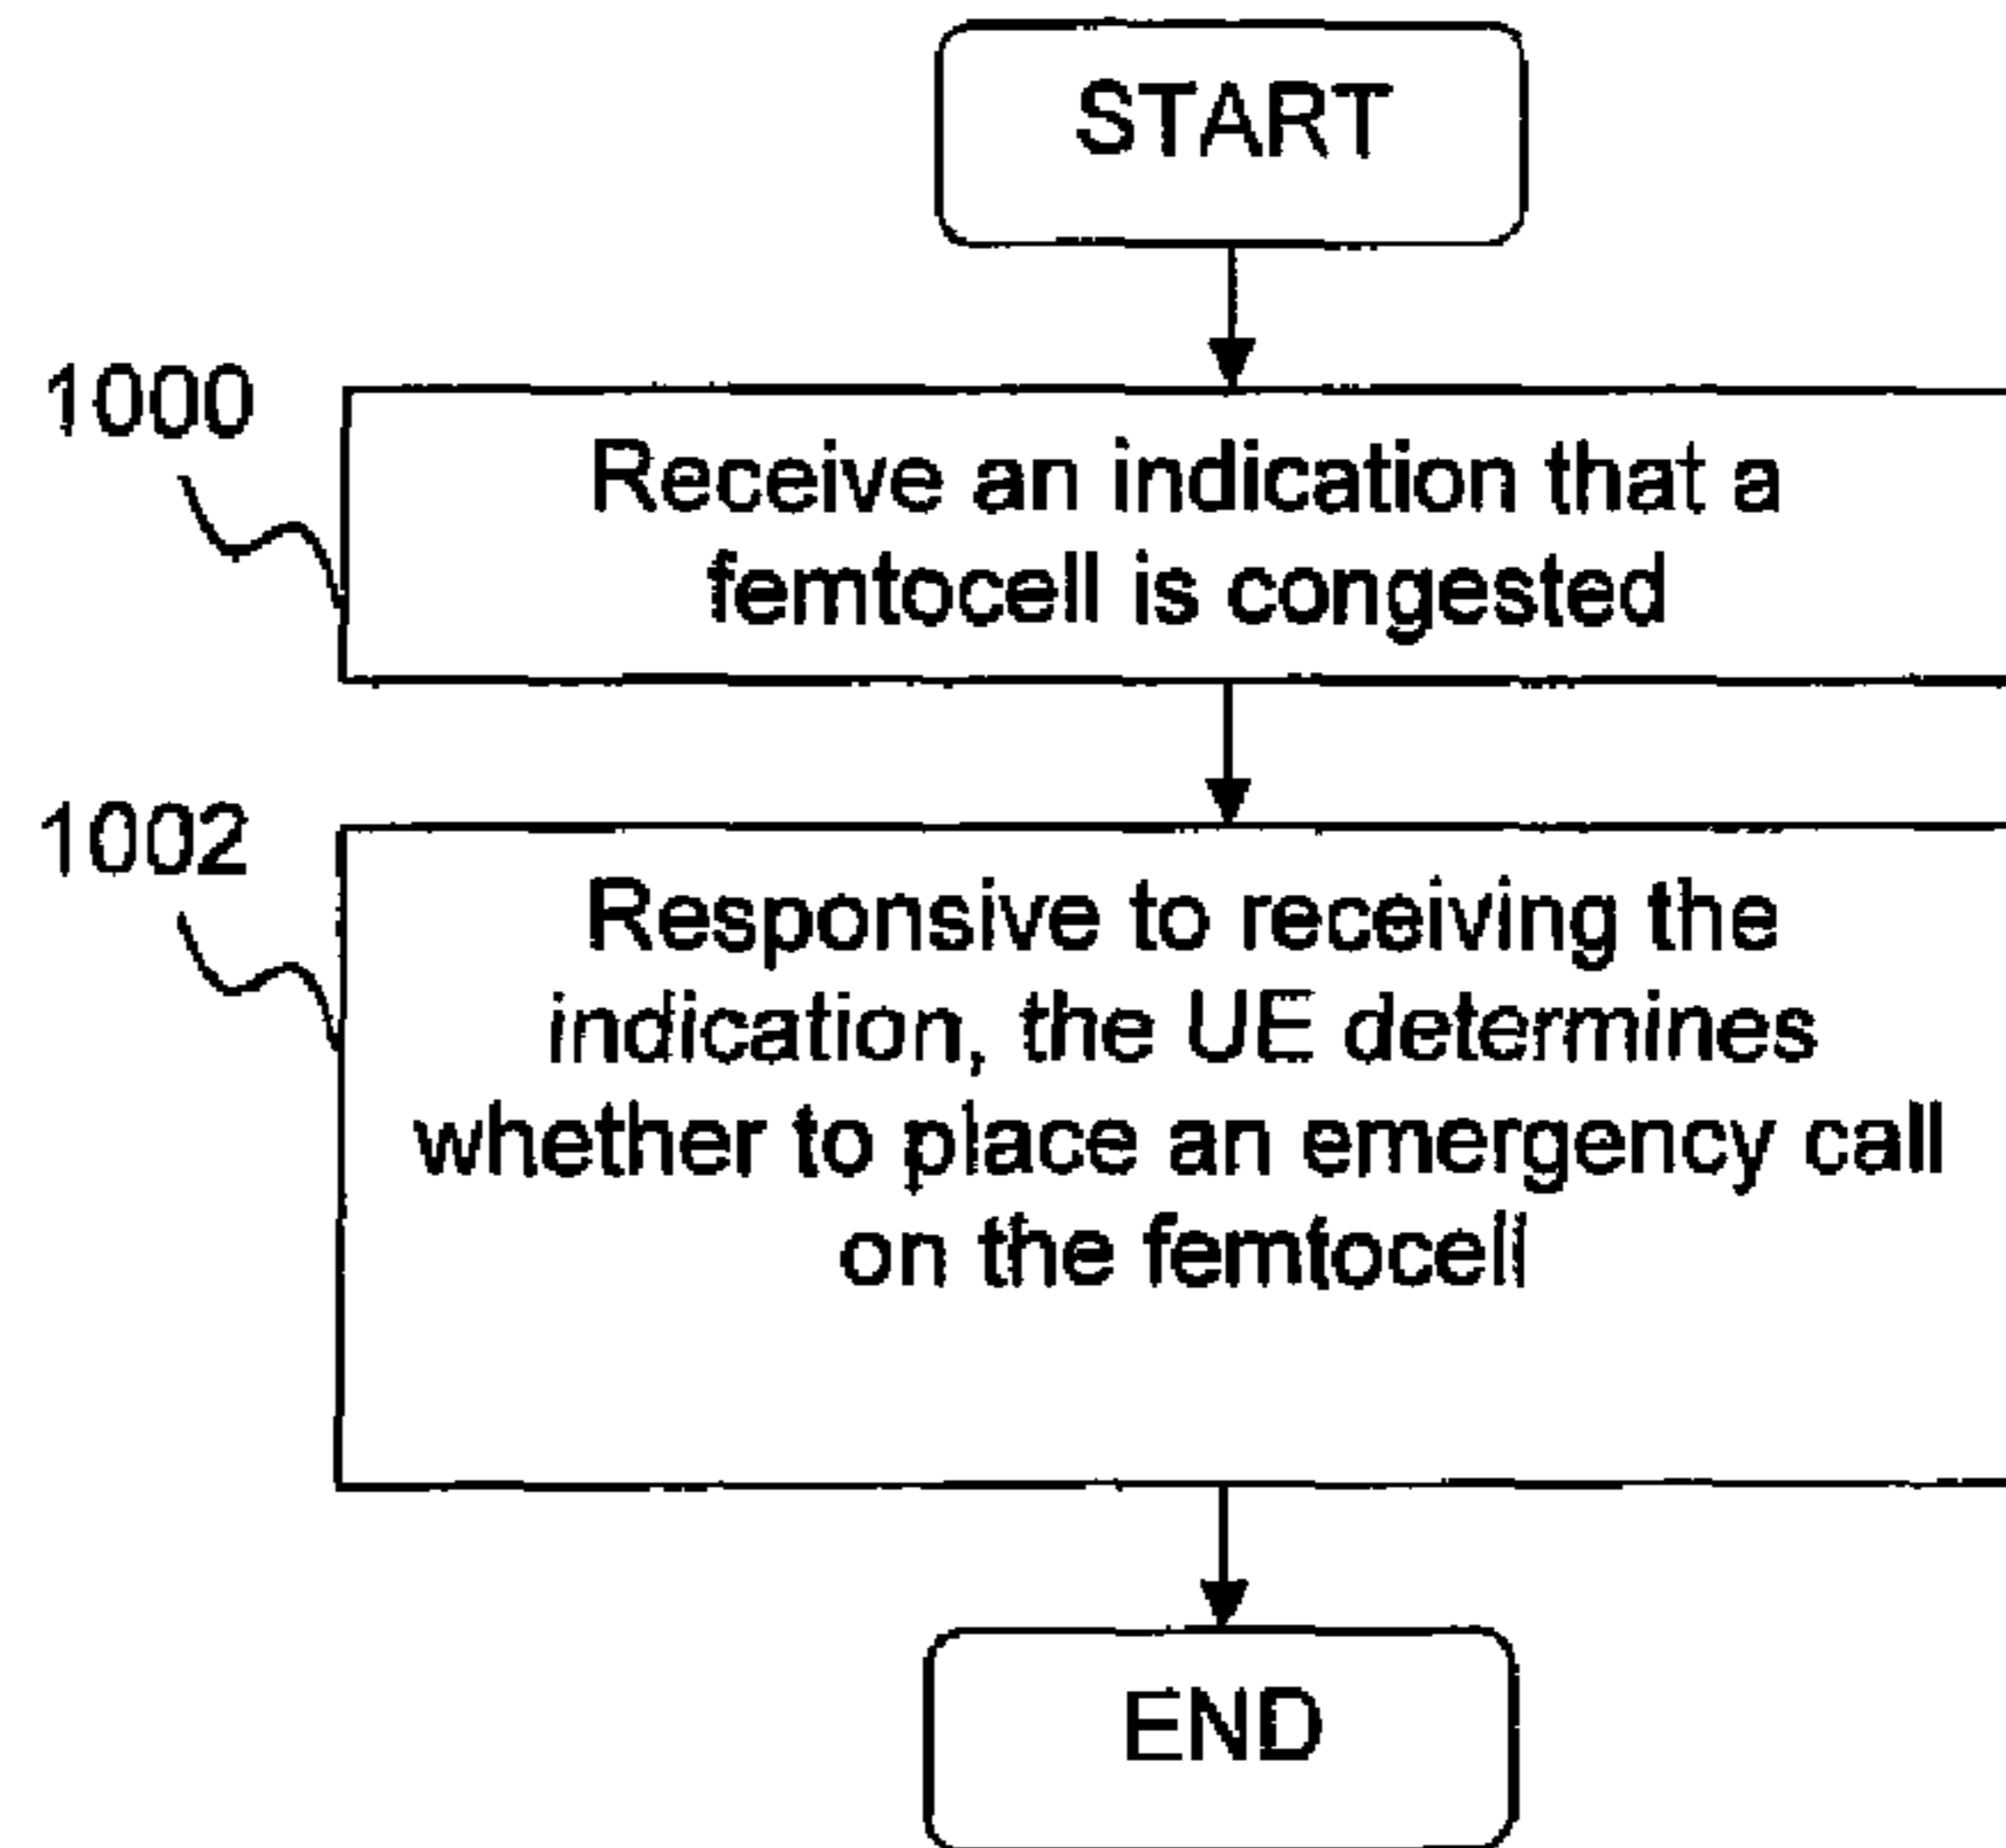 START
1000
Receive an indication that a
femtocell is congested
1002
Responsive to receiving the
indication, the UE determines
whether to place an emergency call
on the femtocell
END